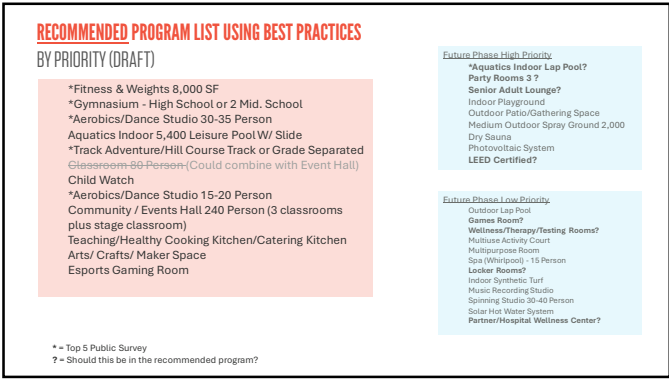 RECOMMENDED PROGRAM LIST USING BEST PRACTICES
BY PRIORITY (DRAFT)
*Fitness & Weights 8,000 SF
*Gymnasium - High School or 2 Mid. School
*Aerobics/Dance Studio 30-35 Person
Aquatics Indoor 5,400 Leisure Pool W/ Slide
*Track Adventure/Hill Course Track or Grade Separated
Classroom 80 Person (Could combine with Event Hall)
Child Watch
*Aerobics/Dance Studio 15-20 Person
Community / Events Hall 240 Person (3 classrooms
plus stage classroom)
Teaching/Healthy Cooking Kitchen/Catering Kitchen
Arts/ Crafts/ Maker Space
Esports Gaming Room
* = Top 5 Public Survey
? = Should this be in the recommended program?
Future Phase High Priority
*Aquatics Indoor Lap Pool?
Party Rooms 3 ?
Senior Adult Lounge?
Indoor Playground
Outdoor Patio/Gathering Space
Medium Outdoor Spray Ground 2,000
Dry Sauna
Photovoltaic System
LEED Certified?
Future Phase Low Priority
Outdoor Lap Pool
Games Room?
Wellness/Therapy/Testing Rooms?
Multiuse Activity Court
Multipurpose Room
Spa (Whirlpool) - 15 Person
Locker Rooms?
Indoor Synthetic Turf
Music Recording Studio
Spinning Studio 30-40 Person
Solar Hot Water System
Partner/Hospital Wellness Center?